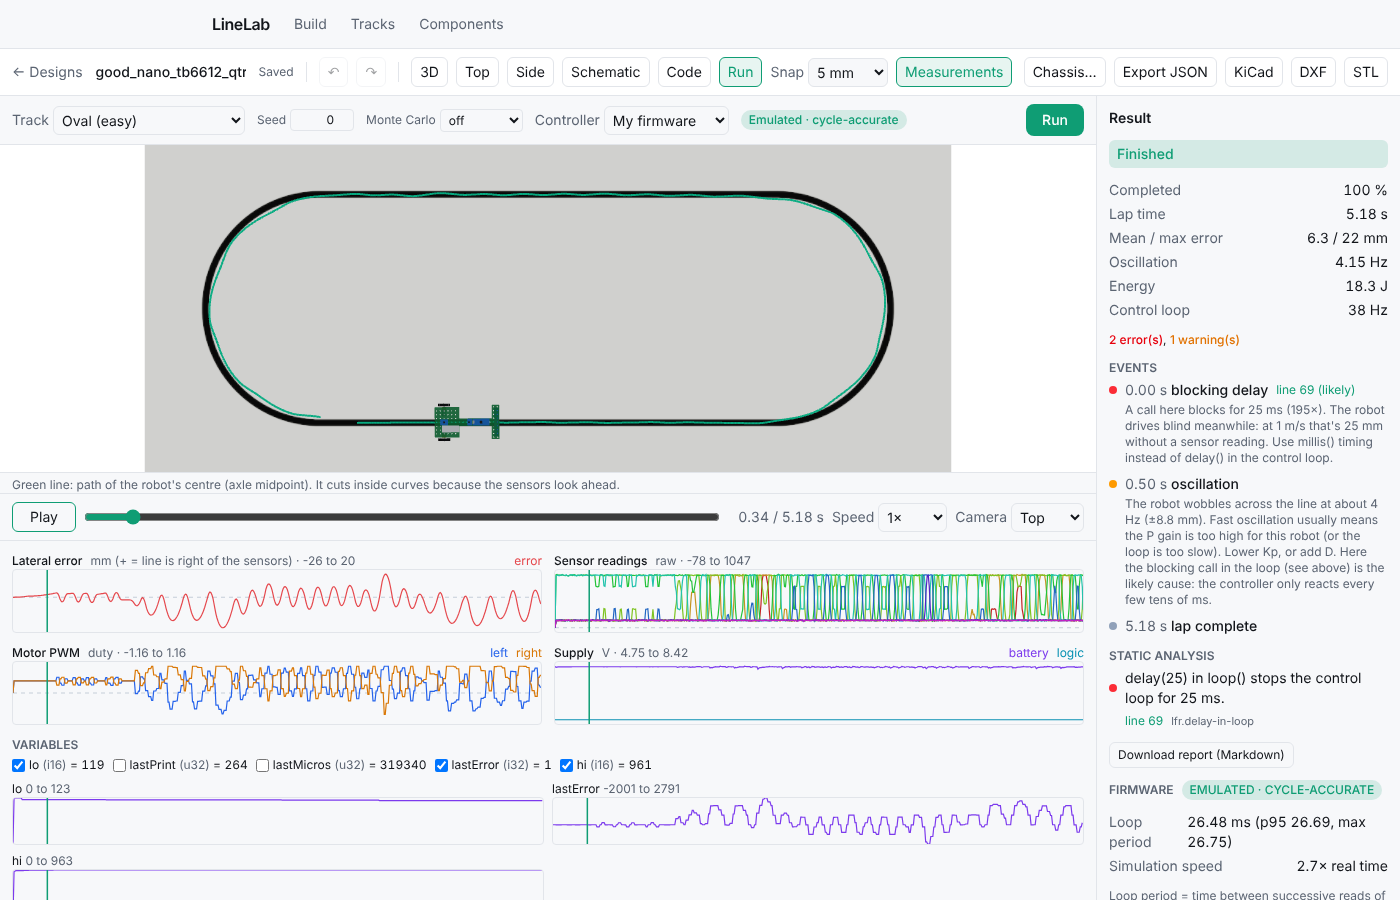 LineLab Build Tracks Components
← Designs good_nano_tb6612_qtr Saved ↶ ↷ 3D Top Side Schematic Code Run Snap 5 mm Measurements Chassis... Export JSON KiCad DXF STL
Track Oval (easy) Seed 0 Monte Carlo off Controller My firmware Emulated · cycle-accurate Run
Green line: path of the robot's centre (axle midpoint). It cuts inside curves because the sensors look ahead.
Play 0.34 / 5.18 s Speed 1× Camera Top
Lateral error mm (+ = line is right of the sensors) · -26 to 20 error
Sensor readings raw · -78 to 1047
Motor PWM duty · -1.16 to 1.16 left right
Supply V · 4.75 to 8.42 battery logic
VARIABLES
lo (i16) = 119 lastPrint (u32) = 264 lastMicros (u32) = 319340 lastError (i32) = 1 hi (i16) = 961
lo 0 to 123
lastError -2001 to 2791
hi 0 to 963
Result
Finished
Completed 100 %
Lap time 5.18 s
Mean / max error 6.3 / 22 mm
Oscillation 4.15 Hz
Energy 18.3 J
Control loop 38 Hz
2 error(s), 1 warning(s)
EVENTS
0.00 s blocking delay line 69 (likely)
A call here blocks for 25 ms (195×). The robot
drives blind meanwhile: at 1 m/s that's 25 mm
without a sensor reading. Use millis() timing
instead of delay() in the control loop.
0.50 s oscillation
The robot wobbles across the line at about 4
Hz (±8.8 mm). Fast oscillation usually means
the P gain is too high for this robot (or the
loop is too slow). Lower Kp, or add D. Here
the blocking call in the loop (see above) is the
likely cause: the controller only reacts every
few tens of ms.
5.18 s lap complete
STATIC ANALYSIS
delay(25) in loop() stops the control
loop for 25 ms.
line 69 lfr.delay-in-loop
Download report (Markdown)
FIRMWARE EMULATED · CYCLE-ACCURATE
Loop period 26.48 ms (p95 26.69, max
26.75)
Simulation speed 2.7× real time
Loop period = time between successive reads of